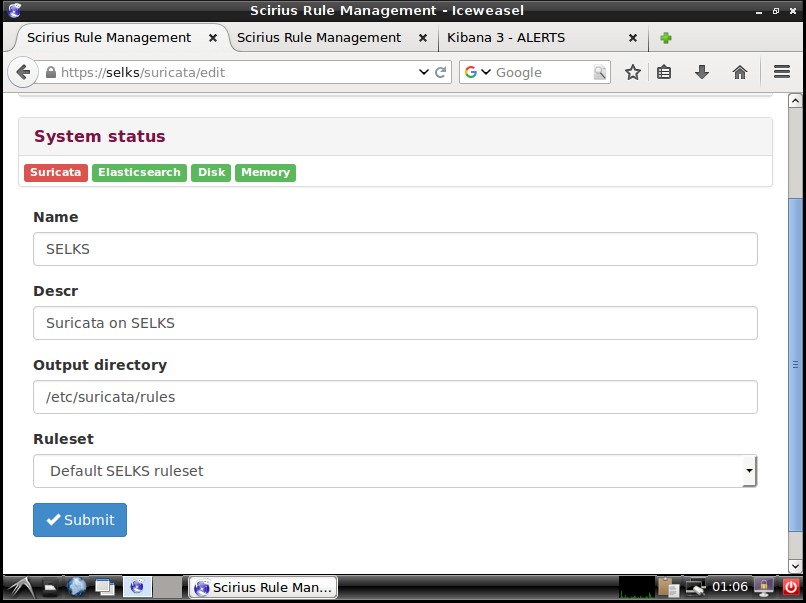 Scirius Rule Management - Iceweasel
Scirius Rule Management
Scirius Rule Management
Kibana 3 - ALERTS
https://selks/suricata/edit
Google
System status
Suricata Elasticsearch Disk Memory
Name
SELKS
Descr
Suricata on SELKS
Output directory
/etc/suricata/rules
Ruleset
Default SELKS ruleset
Submit
Scirius Rule Man...
01:06